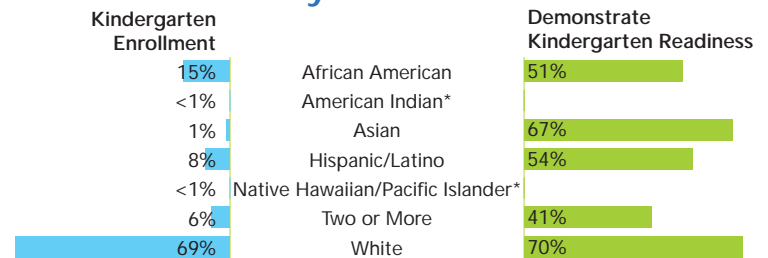 Kindergarten
Enrollment
Demonstrate
Kindergarten Readiness
15% African American 51%
<1% American Indian*
1% Asian 67%
8% Hispanic/Latino 54%
<1% Native Hawaiian/Pacific Islander*
6% Two or More 41%
69% White 70%